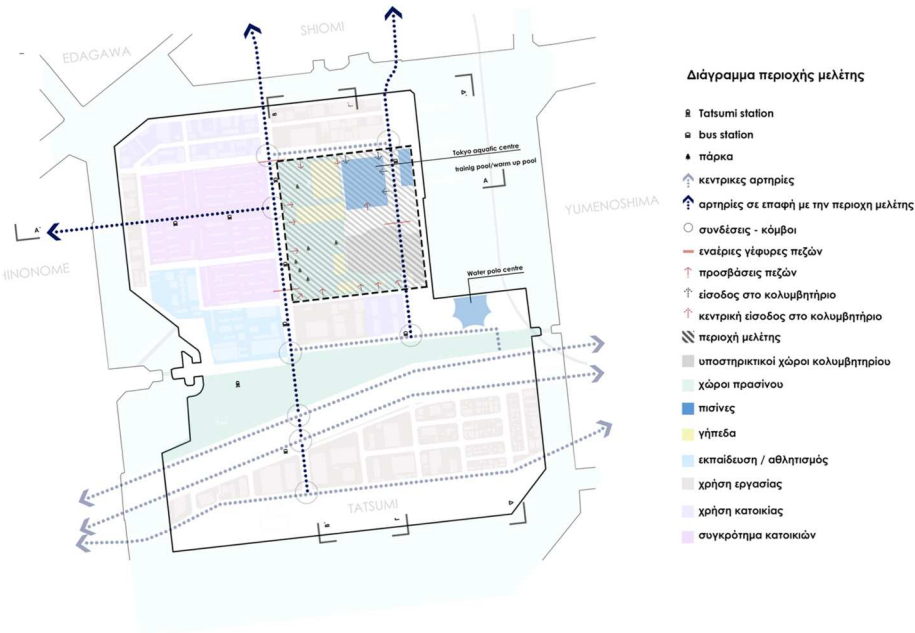 SHIOMI
EDAGAWA
Διάγραμμα περιοχής μελέτης
Tatsumi station
bus station
πάρκα
κεντρικες αρτηρίες
αρτηρίες σε επαφή με την περιοχη μελέτης
συνδέσεις - κόμβοι
εναέριες γέφυρες πεζών
προσβάσεις πεζών
είσοδος στο κολυμβητήριο
κεντρική είσοδος στο κολυμβητήριο
περιοχή μελέτης
υποστηρικτικοί χώροι κολυμβητηρίου
χώροι πρασίνου
πισίνες
γήπεδα
εκπαίδευση / αθλητισμός
χρήση εργασίας
χρήση κατοικίας
συγκρότημα κατοικιών
Tokyo aquatic centre
trainig pool/warm up pool
A
YUMENOSHIMA
A'
HINONOME
Water polo centre
TATSUMI